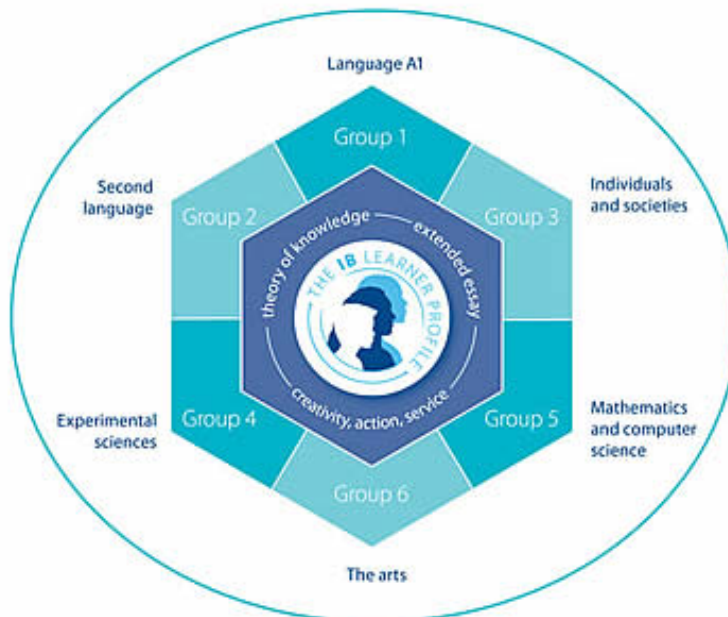 Language A1
Group 1
Second
language
Group 2
Individuals
and societies
Group 3
theory of knowledge
extended essay
THE IB LEARNER PROFILE
creativity, action, service
Experimental
sciences
Group 4
Mathematics
and computer
science
Group 5
Group 6
The arts